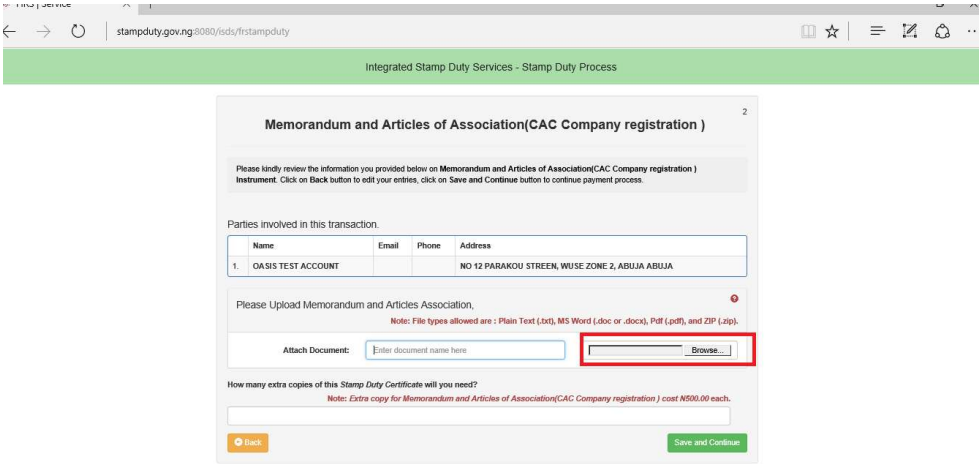 FIRS | Service
stampduty.gov.ng:8080/isds/frstampduty
Integrated Stamp Duty Services - Stamp Duty Process
2
Memorandum and Articles of Association(CAC Company registration )
Please kindly review the information you provided below on Memorandum and Articles of Association(CAC Company registration )
Instrument. Click on Back button to edit your entries, click on Save and Continue button to continue payment process.
Parties involved in this transaction.
Name Email Phone Address
1. OASIS TEST ACCOUNT NO 12 PARAKOU STREEN, WUSE ZONE 2, ABUJA ABUJA
Please Upload Memorandum and Articles Association,
Note: File types allowed are : Plain Text (.txt), MS Word (.doc or .docx), Pdf (.pdf), and ZIP (.zip).
Attach Document: Enter document name here Browse...
How many extra copies of this Stamp Duty Certificate will you need?
Note: Extra copy for Memorandum and Articles of Association(CAC Company registration ) cost N500.00 each.
Back Save and Continue